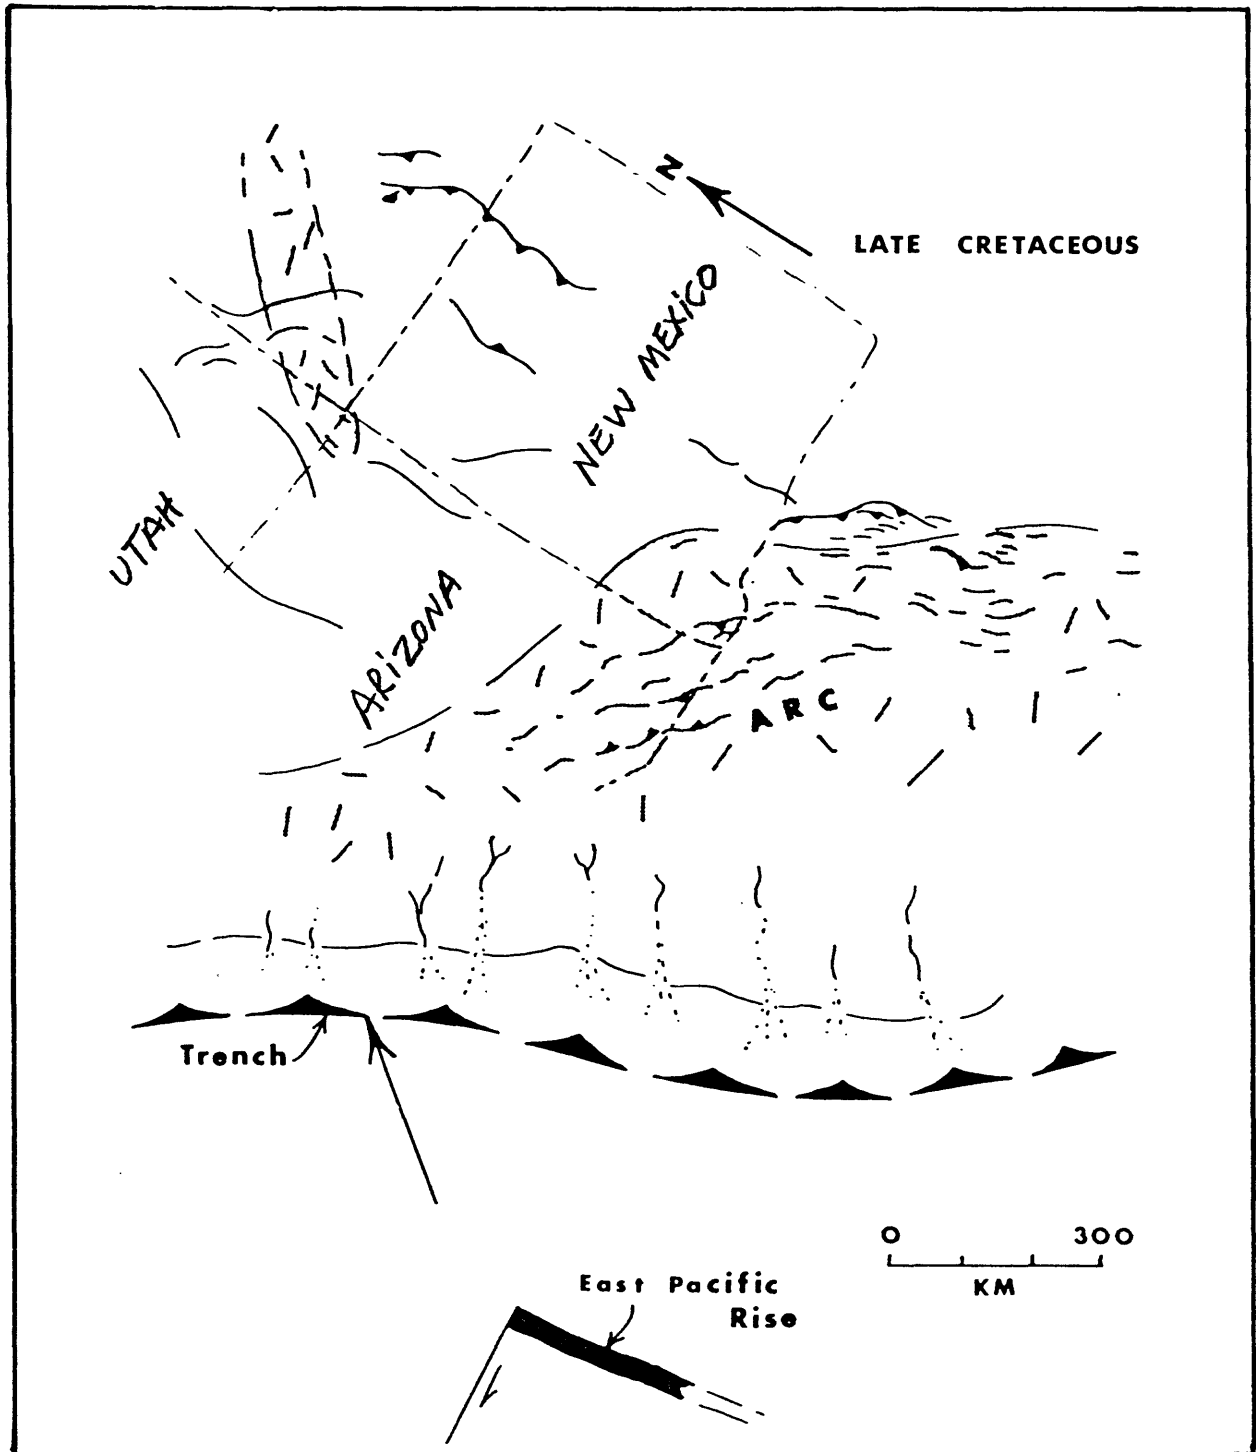 N
LATE CRETACEOUS
NEW MEXICO
UTAH
ARIZONA
ARC
Trench
0 300
KM
East Pacific
Rise